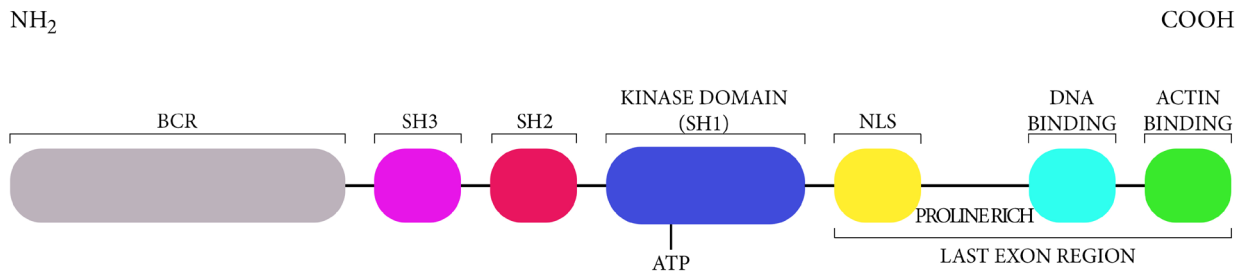 NH2 COOH
BCR
SH3
SH2
KINASE DOMAIN
(SH1)
NLS
DNA
BINDING
ACTIN
BINDING
PROLINE RICH
ATP
LAST EXON REGION